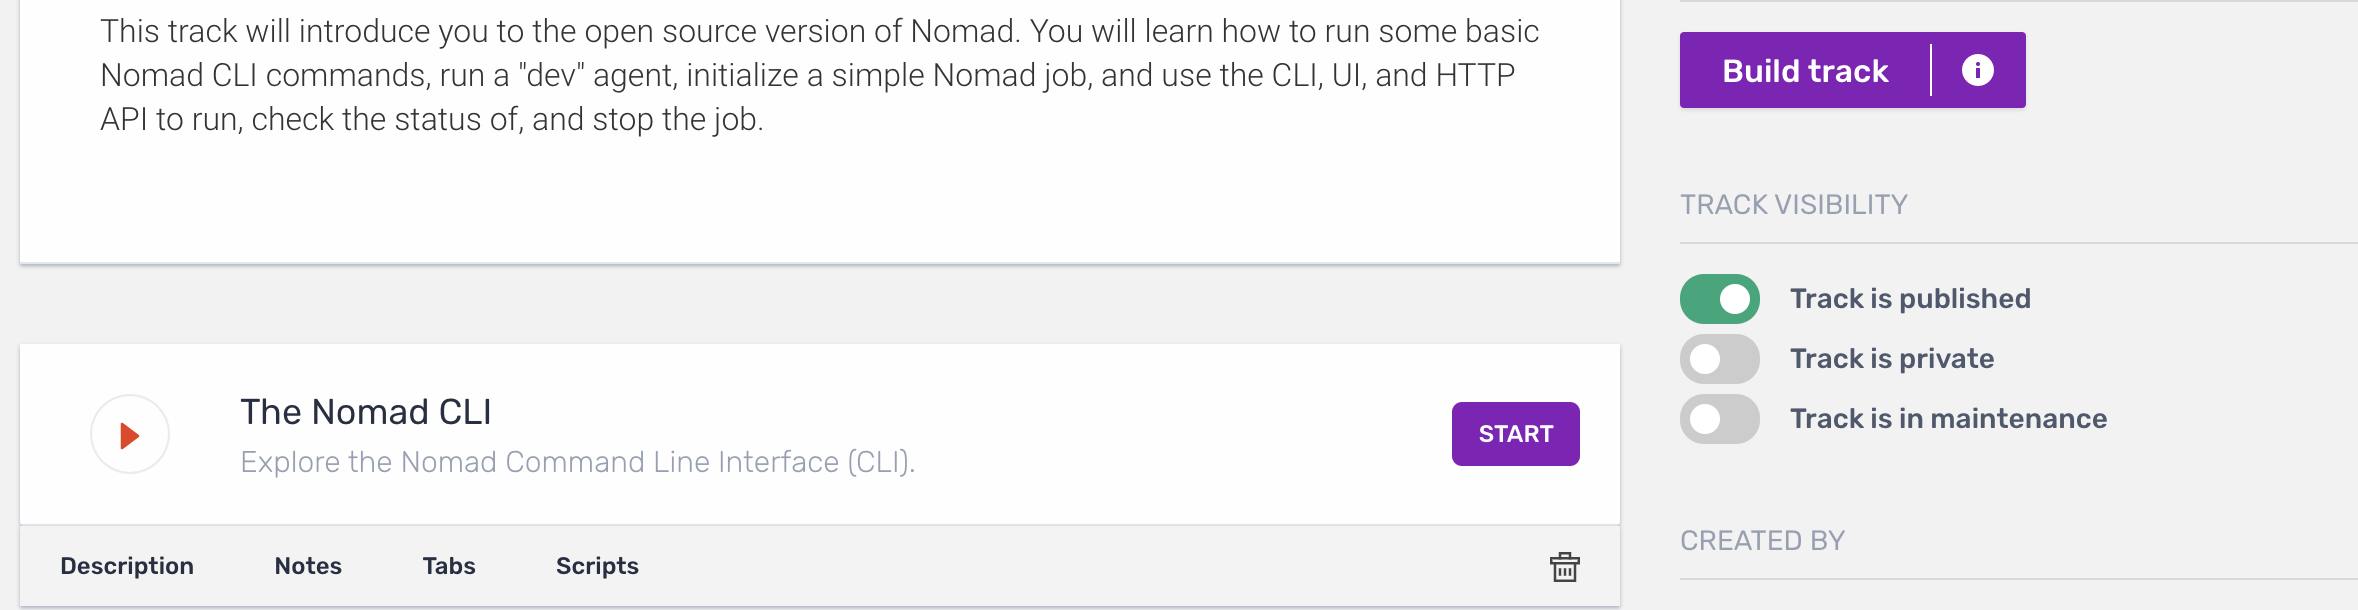 This track will introduce you to the open source version of Nomad. You will learn how to run some basic
Nomad CLI commands, run a "dev" agent, initialize a simple Nomad job, and use the CLI, UI, and HTTP
API to run, check the status of, and stop the job.
The Nomad CLI
Explore the Nomad Command Line Interface (CLI).
START
Description Notes Tabs Scripts
Build track
TRACK VISIBILITY
Track is published
Track is private
Track is in maintenance
CREATED BY